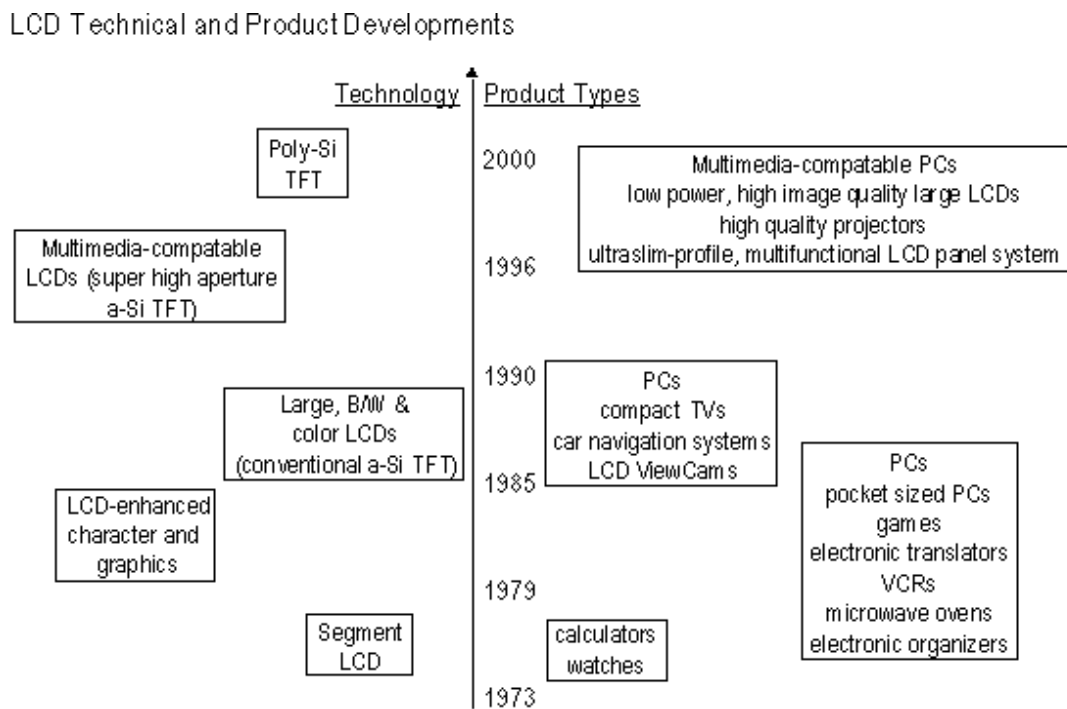 LCD Technical and Product Developments
Technology
Product Types
Poly-Si
TFT
2000
Multimedia-compatable PCs
low power, high image quality large LCDs
high quality projectors
ultraslim-profile, multifunctional LCD panel system
Multimedia-compatable
LCDs (super high aperture
a-Si TFT)
1996
1990
PCs
compact TVs
car navigation systems
LCD ViewCams
Large, B/W &
color LCDs
(conventional a-Si TFT)
1985
PCs
pocket sized PCs
games
electronic translators
VCRs
microwave ovens
electronic organizers
LCD-enhanced
character and
graphics
1979
Segment
LCD
calculators
watches
1973